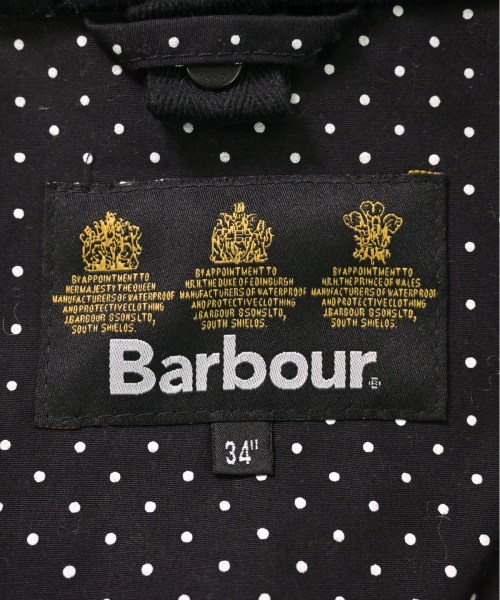 BY APPOINTMENT TO
HER MAJESTY THE QUEEN
MANUFACTURERS OF WATERPROOF
AND PROTECTIVE CLOTHING
J.BARBOUR & SONS LTD,
SOUTH SHIELDS.
BY APPOINTMENT TO
H.R.H. THE DUKE OF EDINBURGH
MANUFACTURERS OF WATERPROOF
AND PROTECTIVE CLOTHING
J.BARBOUR & SONS LTD,
SOUTH SHIELDS.
BY APPOINTMENT TO
H.R.H. THE PRINCE OF WALES
MANUFACTURERS OF WATERPROOF
AND PROTECTIVE CLOTHING
J.BARBOUR & SONS LTD,
SOUTH SHIELDS.
Barbour
34"